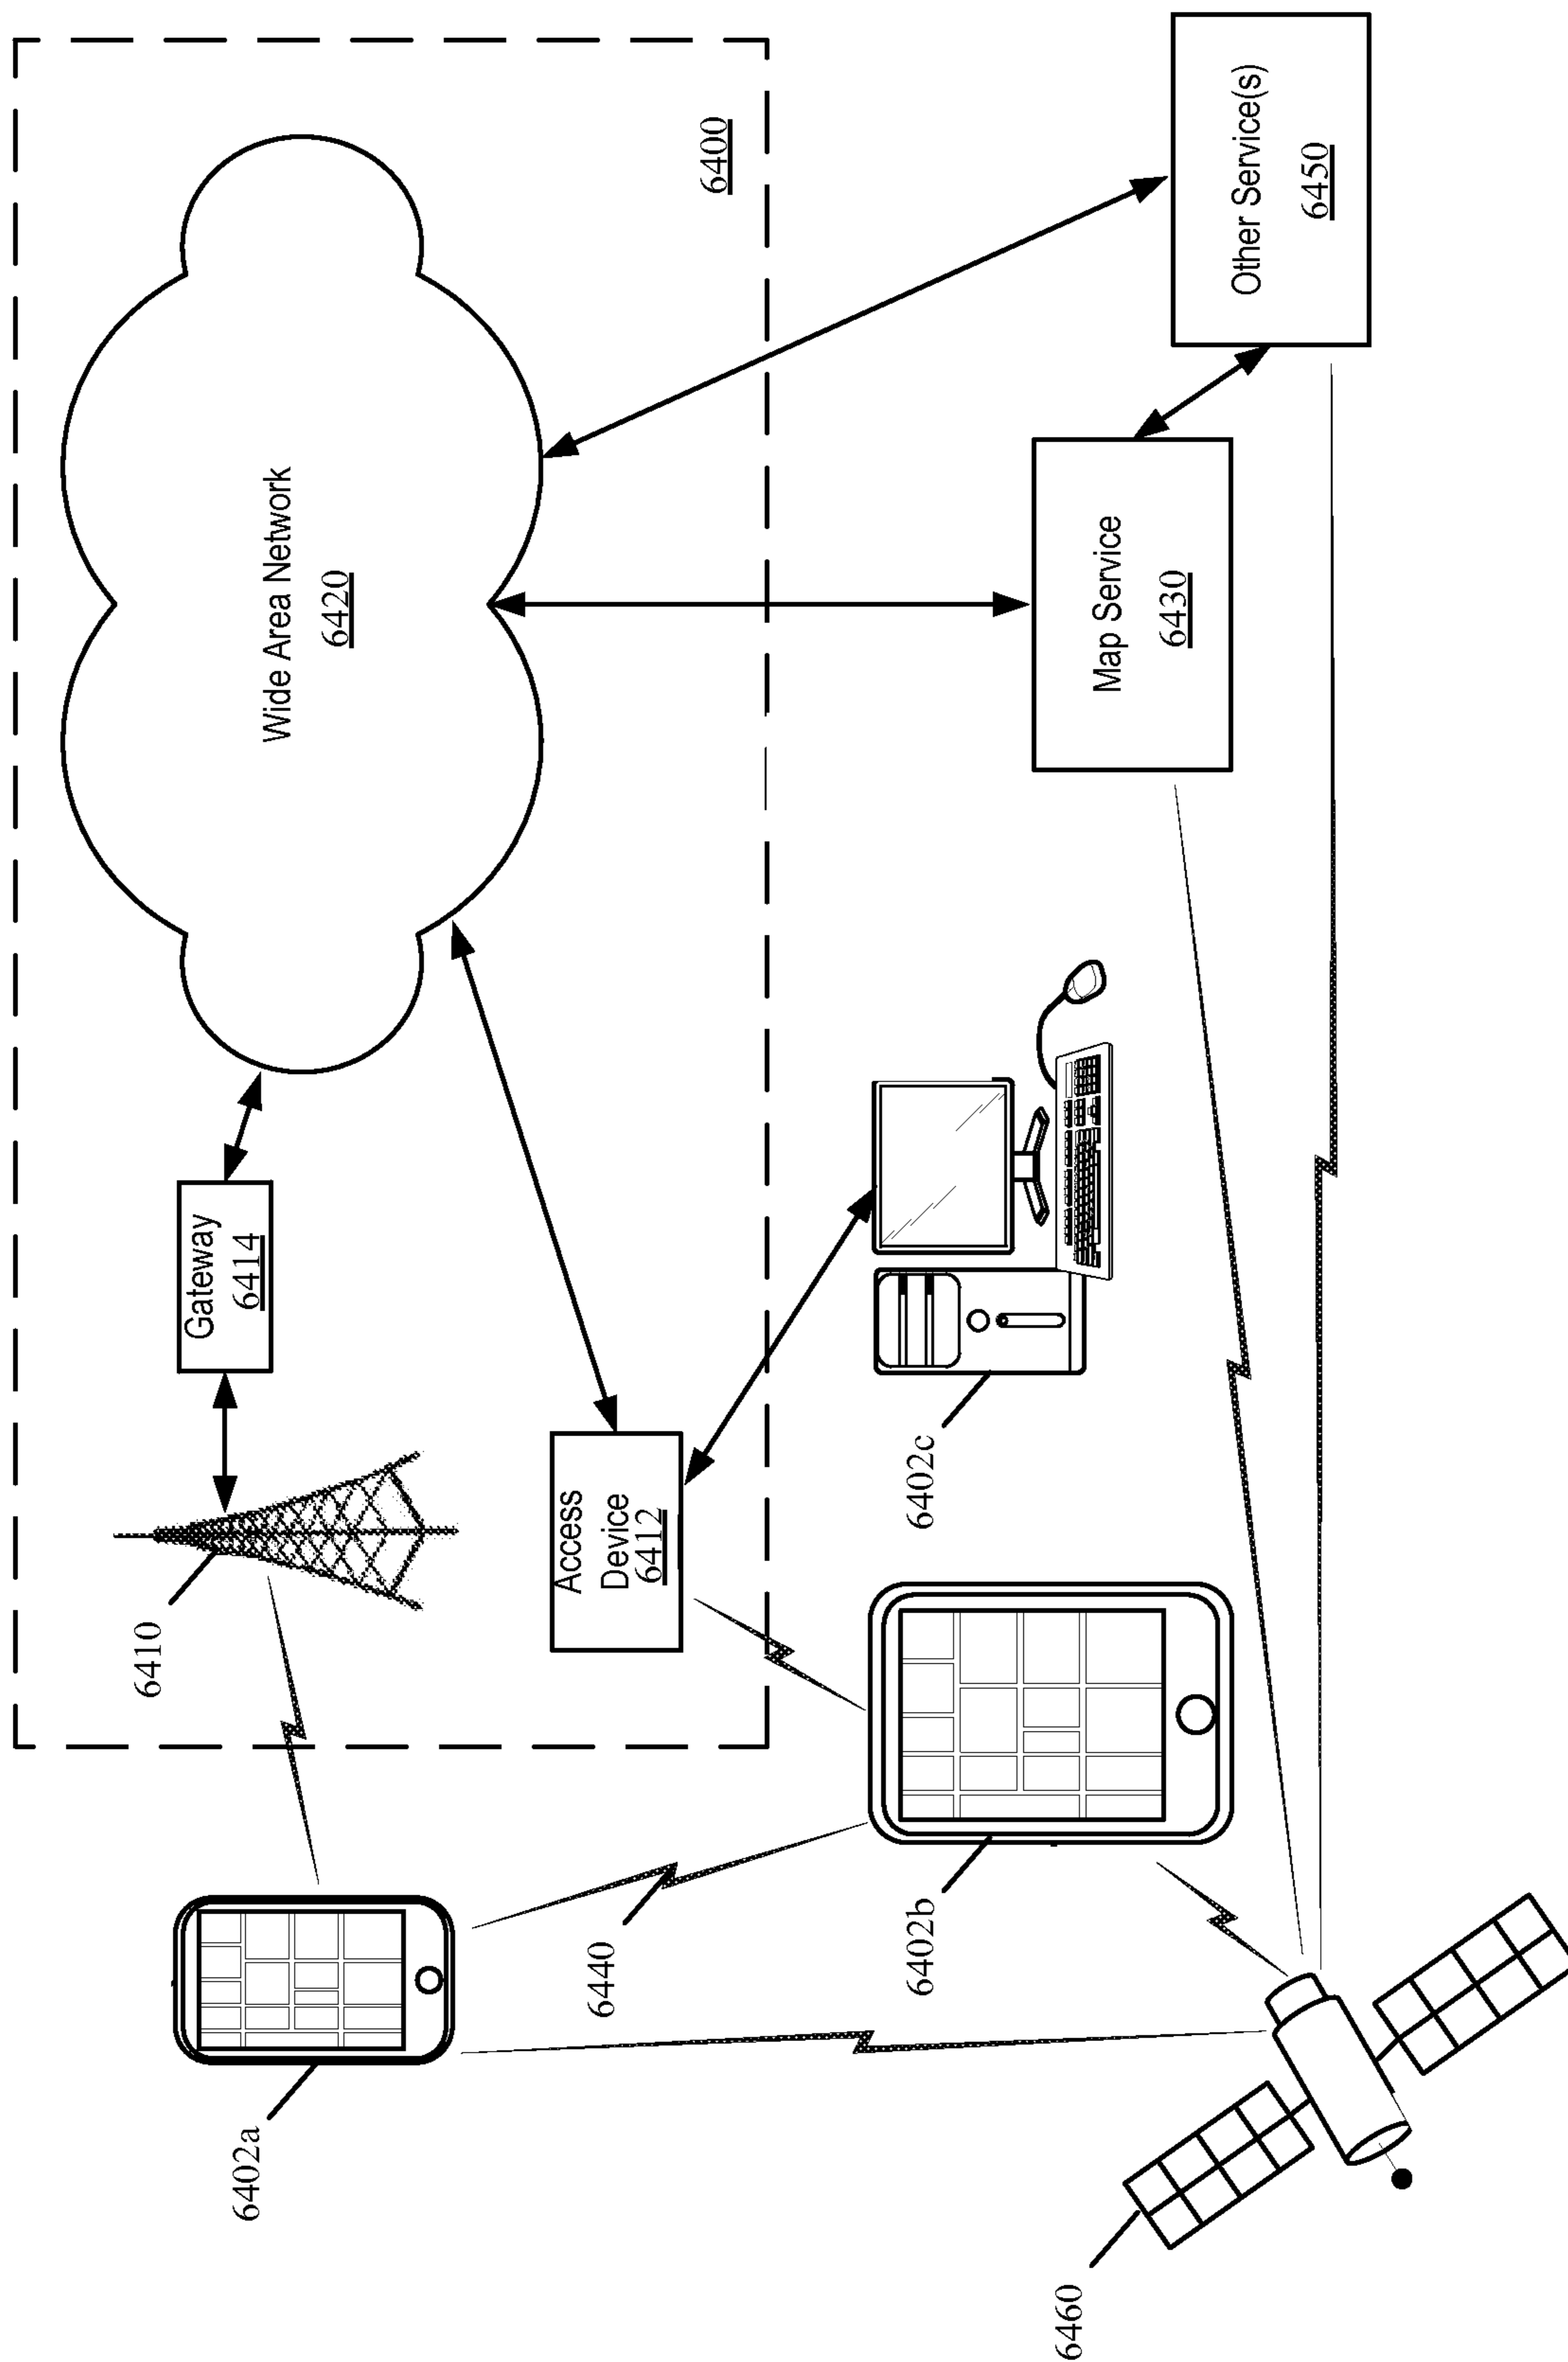 6402a
6410
Gateway
6414
Wide Area Network
6420
6440
Access
Device
6412
6400
6402b
6402c
6460
Map Service
6430
Other Service(s)
6450